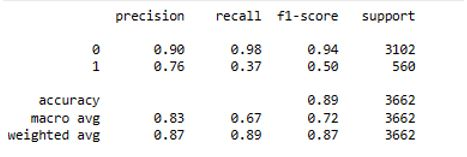 precision recall f1-score support
0 0.90 0.98 0.94 3102
1 0.76 0.37 0.50 560
accuracy 0.89 3662
macro avg 0.83 0.67 0.72 3662
weighted avg 0.87 0.89 0.87 3662